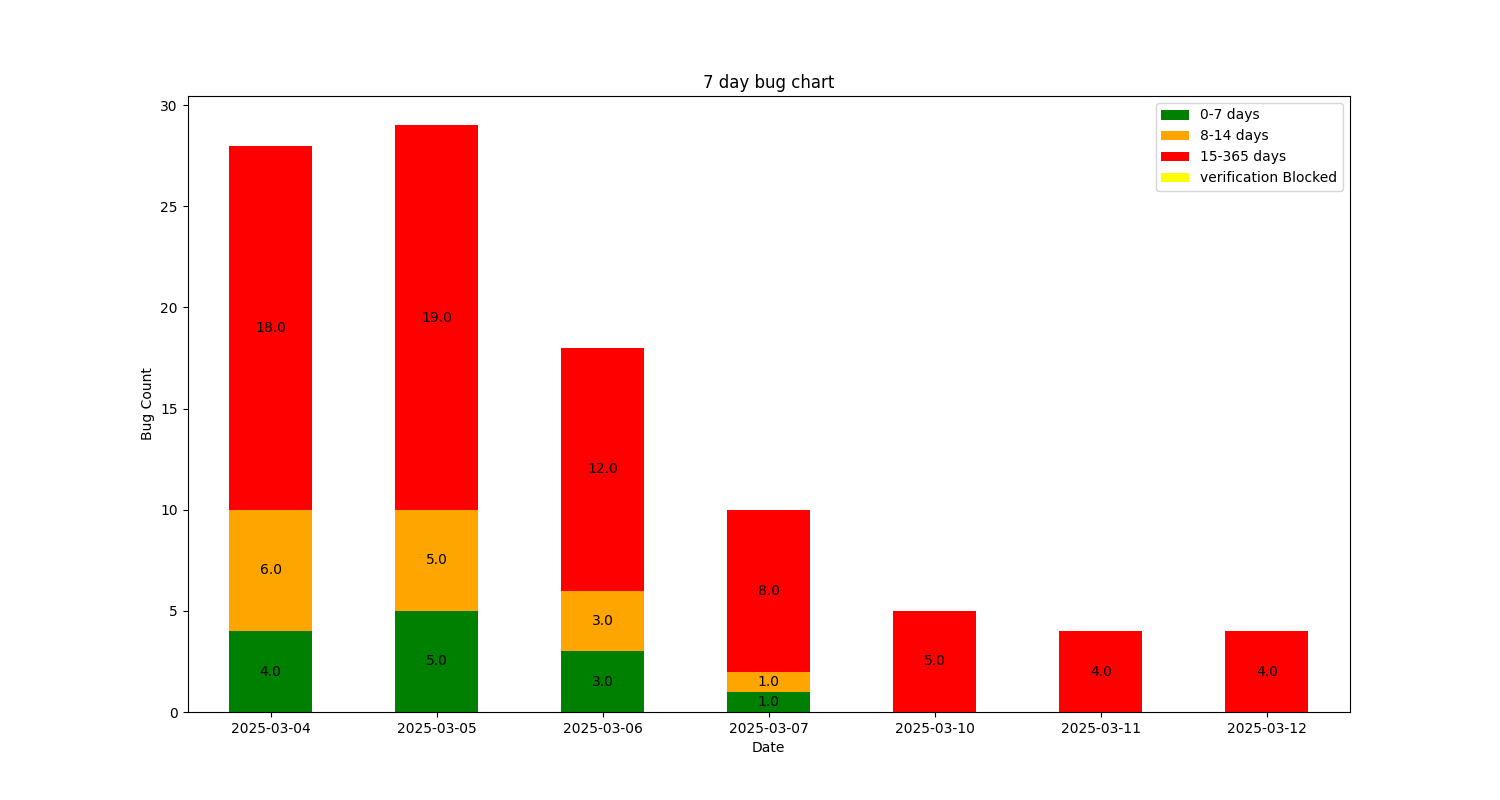 7 day bug chart
30
25
20
15
10
5
0
Bug Count
0-7 days
8-14 days
15-365 days
verification Blocked
18.0
19.0
12.0
8.0
6.0
5.0
3.0
1.0
4.0
5.0
3.0
1.0
5.0
4.0
4.0
2025-03-04 2025-03-05 2025-03-06 2025-03-07 2025-03-10 2025-03-11 2025-03-12
Date